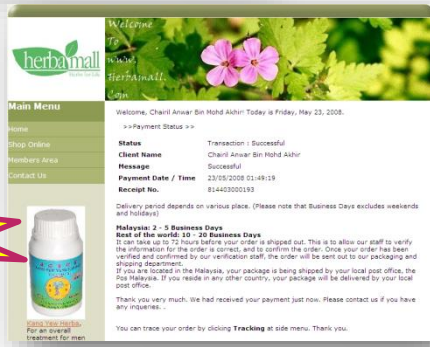 Welcome
To
www.
Herbamall.
Com
herbamall
Herbs for Life
Main Menu
Home
Shop Online
Members Area
Contact Us
Welcome, Chairil Anwar Bin Mohd Akhir! Today is Friday, May 23, 2008.
>>Payment Status >>
Status Transaction : Successful
Client Name Chairil Anwar Bin Mohd Akhir
Message Successful
Payment Date / Time 23/05/2008 01:49:19
Receipt No. 814403000193
Delivery period depends on various place. (Please note that Business Days excludes weekends
and holidays)
Malaysia: 2 - 5 Business Days
Rest of the world: 10 - 20 Business Days
It can take up to 72 hours before your order is shipped out. This is to allow our staff to verify
the information for the order is correct, and to confirm the order. Once your order has been
verified and confirmed by our verification staff, the order will be sent out to our packaging and
shipping department.
If you are located in the Malaysia, your package is being shipped by your local post office, the
Pos Malaysia. If you reside in any other country, your package will be delivered by your local
post office.
Thank you very much. We had received your payment just now. Please contact us if you have
any inqueries. .
You can trace your order by clicking Tracking at side menu. Thank you.
Kang Yew Herbs.
For an overall
treatment for men